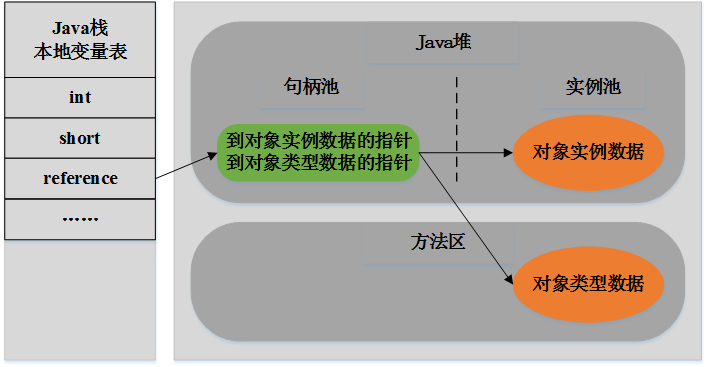 Java栈
本地变量表
int
short
reference
……
Java堆
句柄池
实例池
到对象实例数据的指针
到对象类型数据的指针
对象实例数据
方法区
对象类型数据